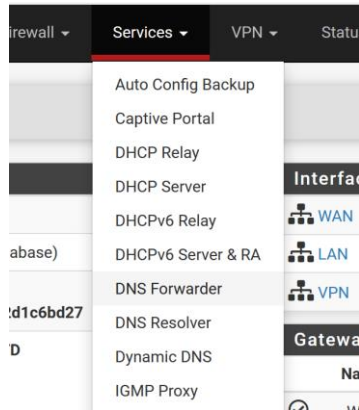 irewall Services VPN Statu
Auto Config Backup
Captive Portal
DHCP Relay
DHCP Server
Interfac
DHCPv6 Relay
WAN
abase)
DHCPv6 Server & RA
LAN
DNS Forwarder
VPN
d1c6bd27
DNS Resolver
Gatewa
D
Dynamic DNS
Na
IGMP Proxy